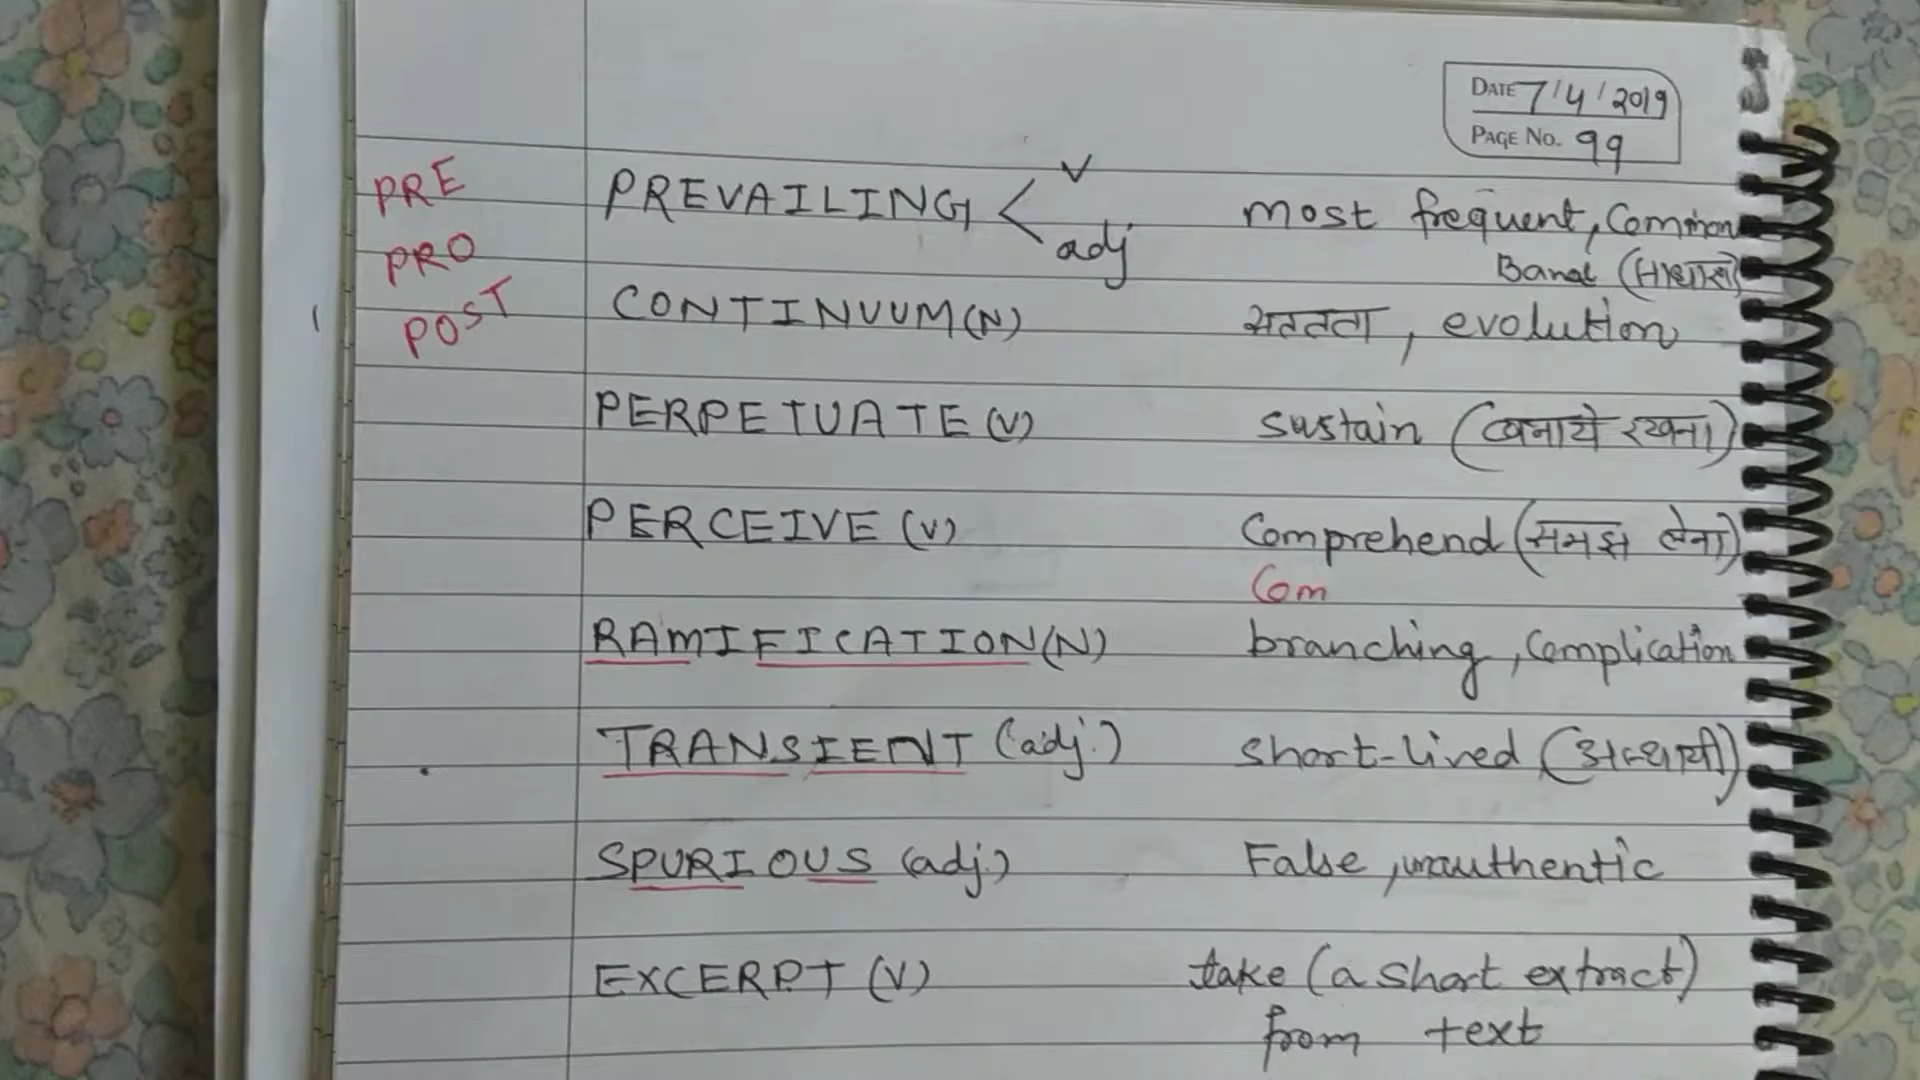 DATE 7/4/2019
PAGE NO. 99
PRE
PRO
POST
PREVAILING < V adj most frequent, Common
Banal
CONTINUUM(N) सततता, evolution
PERPETUATE (V) sustain (बनाये रखना)
PERCEIVE (V) Comprehend (समझ लेना)
Com
RAMIFICATION(N) branching, Complication
TRANSIENT (adj.) short-lived (अस्थायी)
SPURIOUS (adj.) False, unauthentic
EXCERPT (V) take (a short extract)
from text